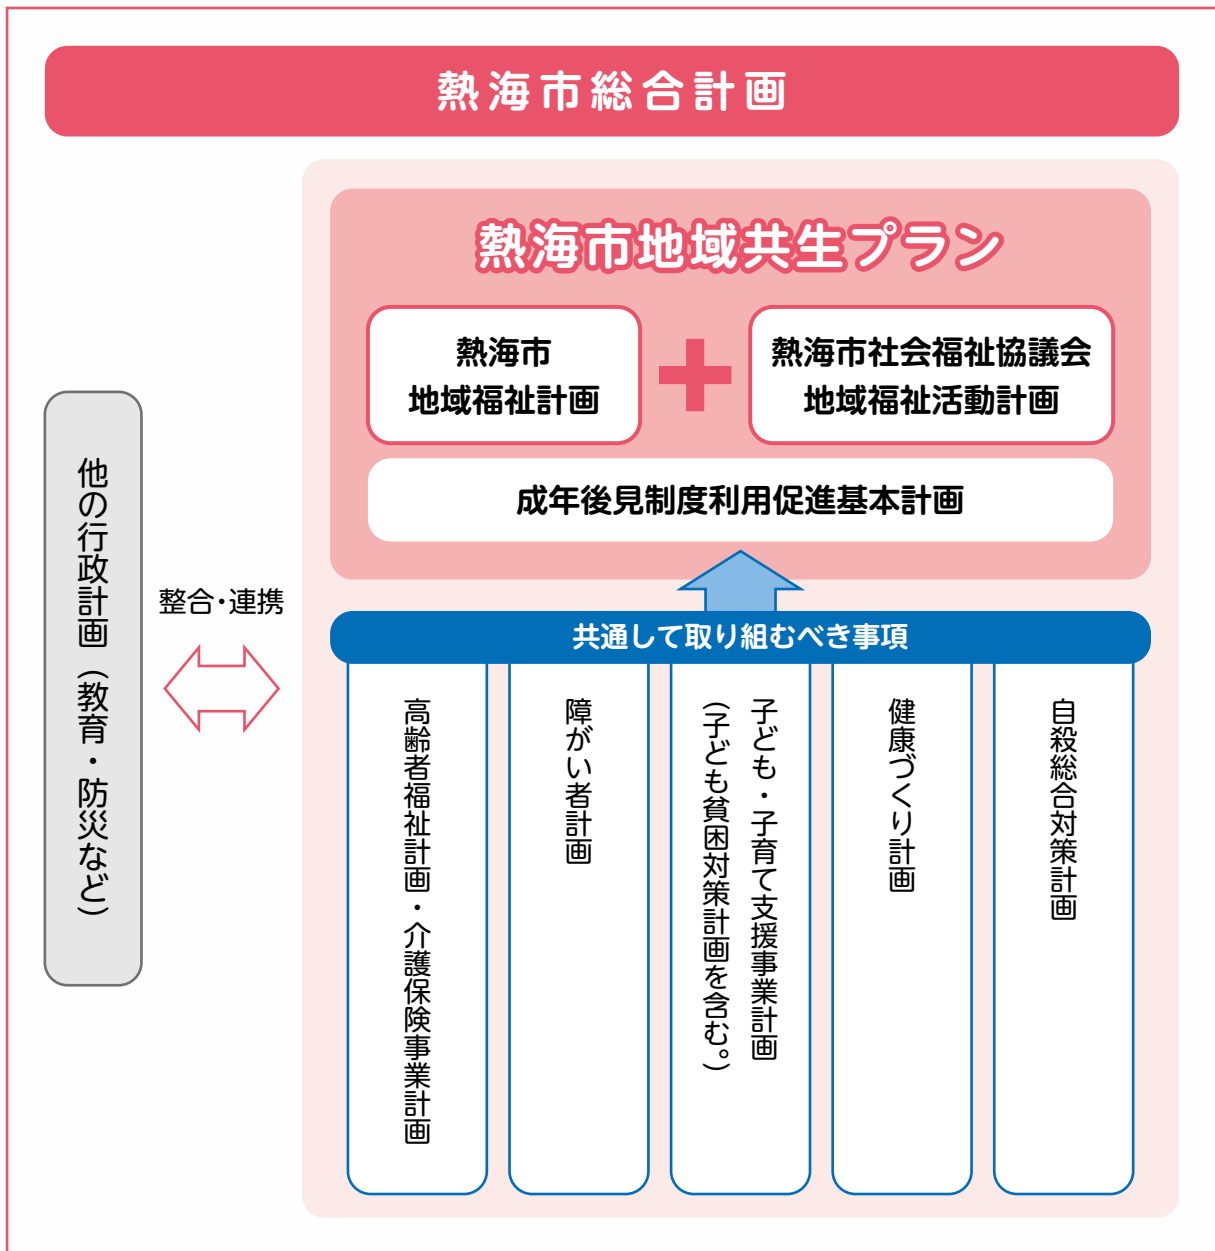 熱海市総合計画
熱海市地域共生プラン
熱海市
地域福祉計画
熱海市社会福祉協議会
地域福祉活動計画
成年後見制度利用促進基本計画
他の行政計画（教育・防災など）
整合・連携
共通して取り組むべき事項
高齢者福祉計画・介護保険事業計画
障がい者計画
子ども・子育て支援事業計画
（子ども貧困対策計画を含む。）
健康づくり計画
自殺総合対策計画